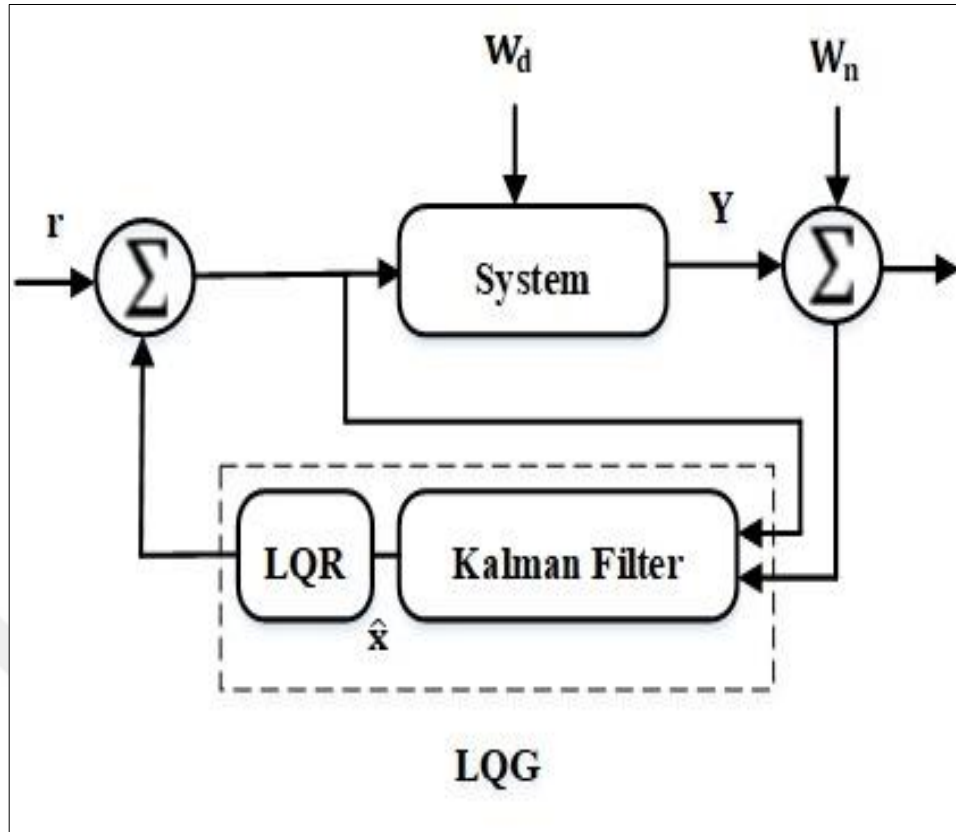 W_d
W_n
r
Σ
System
Y
Σ
LQR
x̂
Kalman Filter
LQG